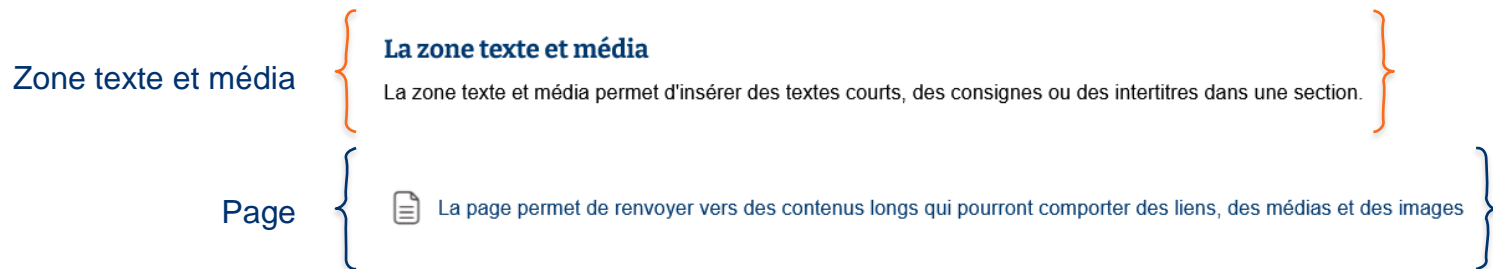 La zone texte et média
Zone texte et média
La zone texte et média permet d'insérer des textes courts, des consignes ou des intertitres dans une section.
Page
La page permet de renvoyer vers des contenus longs qui pourront comporter des liens, des médias et des images